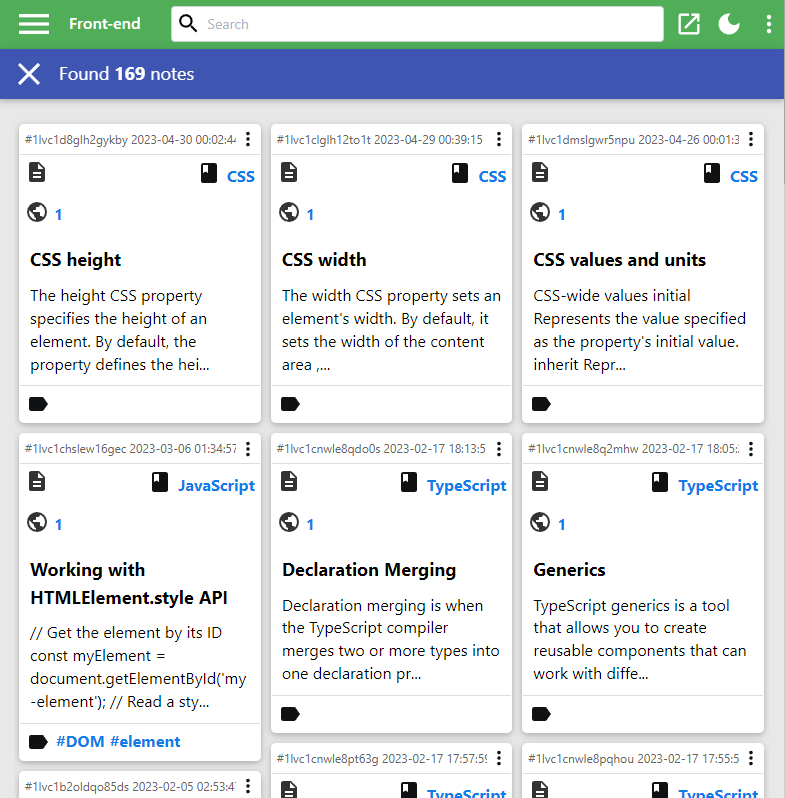 Front-end
Search
Found 169 notes
#1lvc1d8glh2gykby 2023-04-30 00:02:44
CSS
1
CSS height
The height CSS property
specifies the height of an
element. By default, the
property defines the hei...
#1lvc1clglh12to1t 2023-04-29 00:39:15
CSS
1
CSS width
The width CSS property sets an
element's width. By default, it
sets the width of the content
area ,...
#1lvc1dmslgwr5npu 2023-04-26 00:01:3
CSS
1
CSS values and units
CSS-wide values initial
Represents the value specified
as the property's initial value.
inherit Repr...
#1lvc1chslew16gec 2023-03-06 01:34:57
JavaScript
1
Working with
HTMLElement.style API
// Get the element by its ID
const myElement =
document.getElementById('my
-element'); // Read a sty...
#DOM #element
#1lvc1cnwle8qdo0s 2023-02-17 18:13:5
TypeScript
1
Declaration Merging
Declaration merging is when
the TypeScript compiler
merges two or more types into
one declaration pr...
#1lvc1cnwle8q2mhw 2023-02-17 18:05:
TypeScript
1
Generics
TypeScript generics is a tool
that allows you to create
reusable components that can
work with diffe...
#1lvc1b2oldqo85ds 2023-02-05 02:53:4
#1lvc1cnwle8pt63g 2023-02-17 17:57:59
TypeScript
#1lvc1cnwle8pqhou 2023-02-17 17:55:5
TypeScript